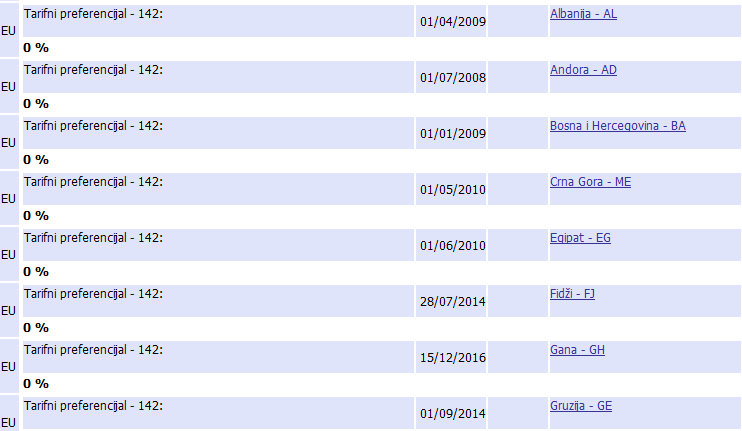 Tarifni preferencijal - 142: 01/04/2009 Albanija - AL
EU
0 %
Tarifni preferencijal - 142: 01/07/2008 Andora - AD
EU
0 %
Tarifni preferencijal - 142: 01/01/2009 Bosna i Hercegovina - BA
EU
0 %
Tarifni preferencijal - 142: 01/05/2010 Crna Gora - ME
EU
0 %
Tarifni preferencijal - 142: 01/06/2010 Egipat - EG
EU
0 %
Tarifni preferencijal - 142: 28/07/2014 Fidži - FJ
EU
0 %
Tarifni preferencijal - 142: 15/12/2016 Gana - GH
EU
0 %
Tarifni preferencijal - 142: 01/09/2014 Gruzija - GE
EU